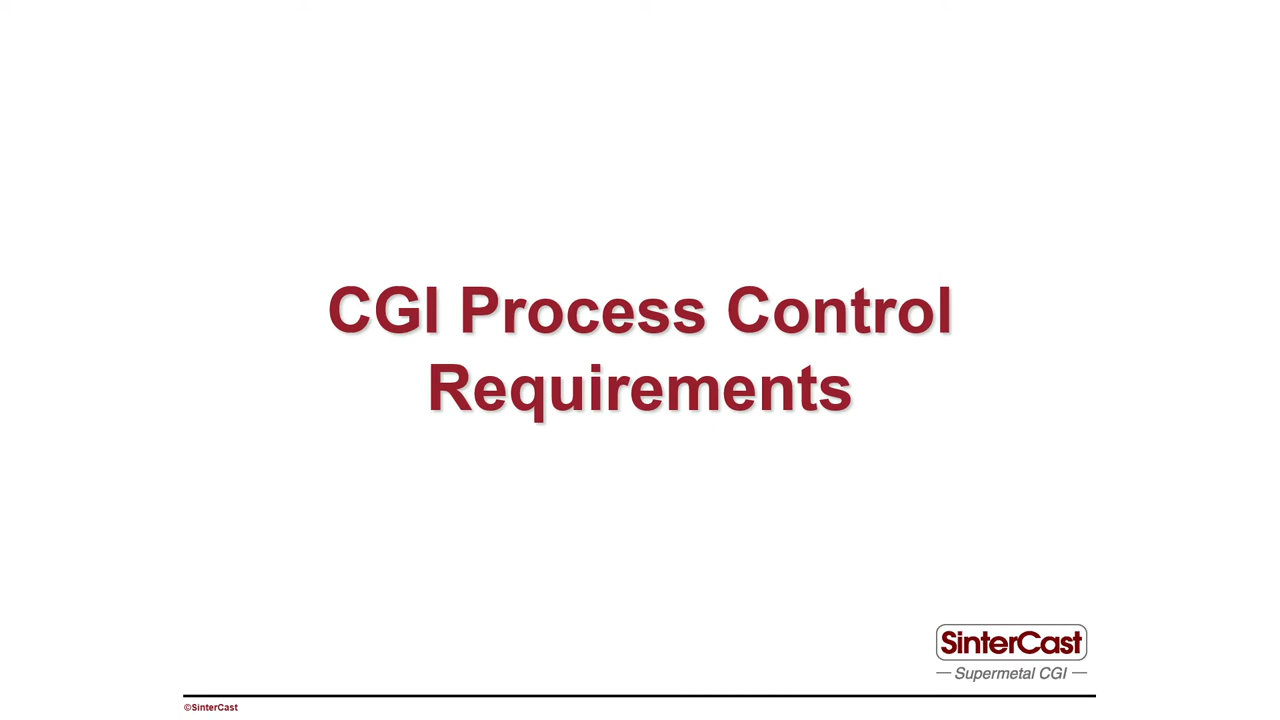 CGI Process Control
Requirements
SinterCast
Supermetal CGI
©SinterCast